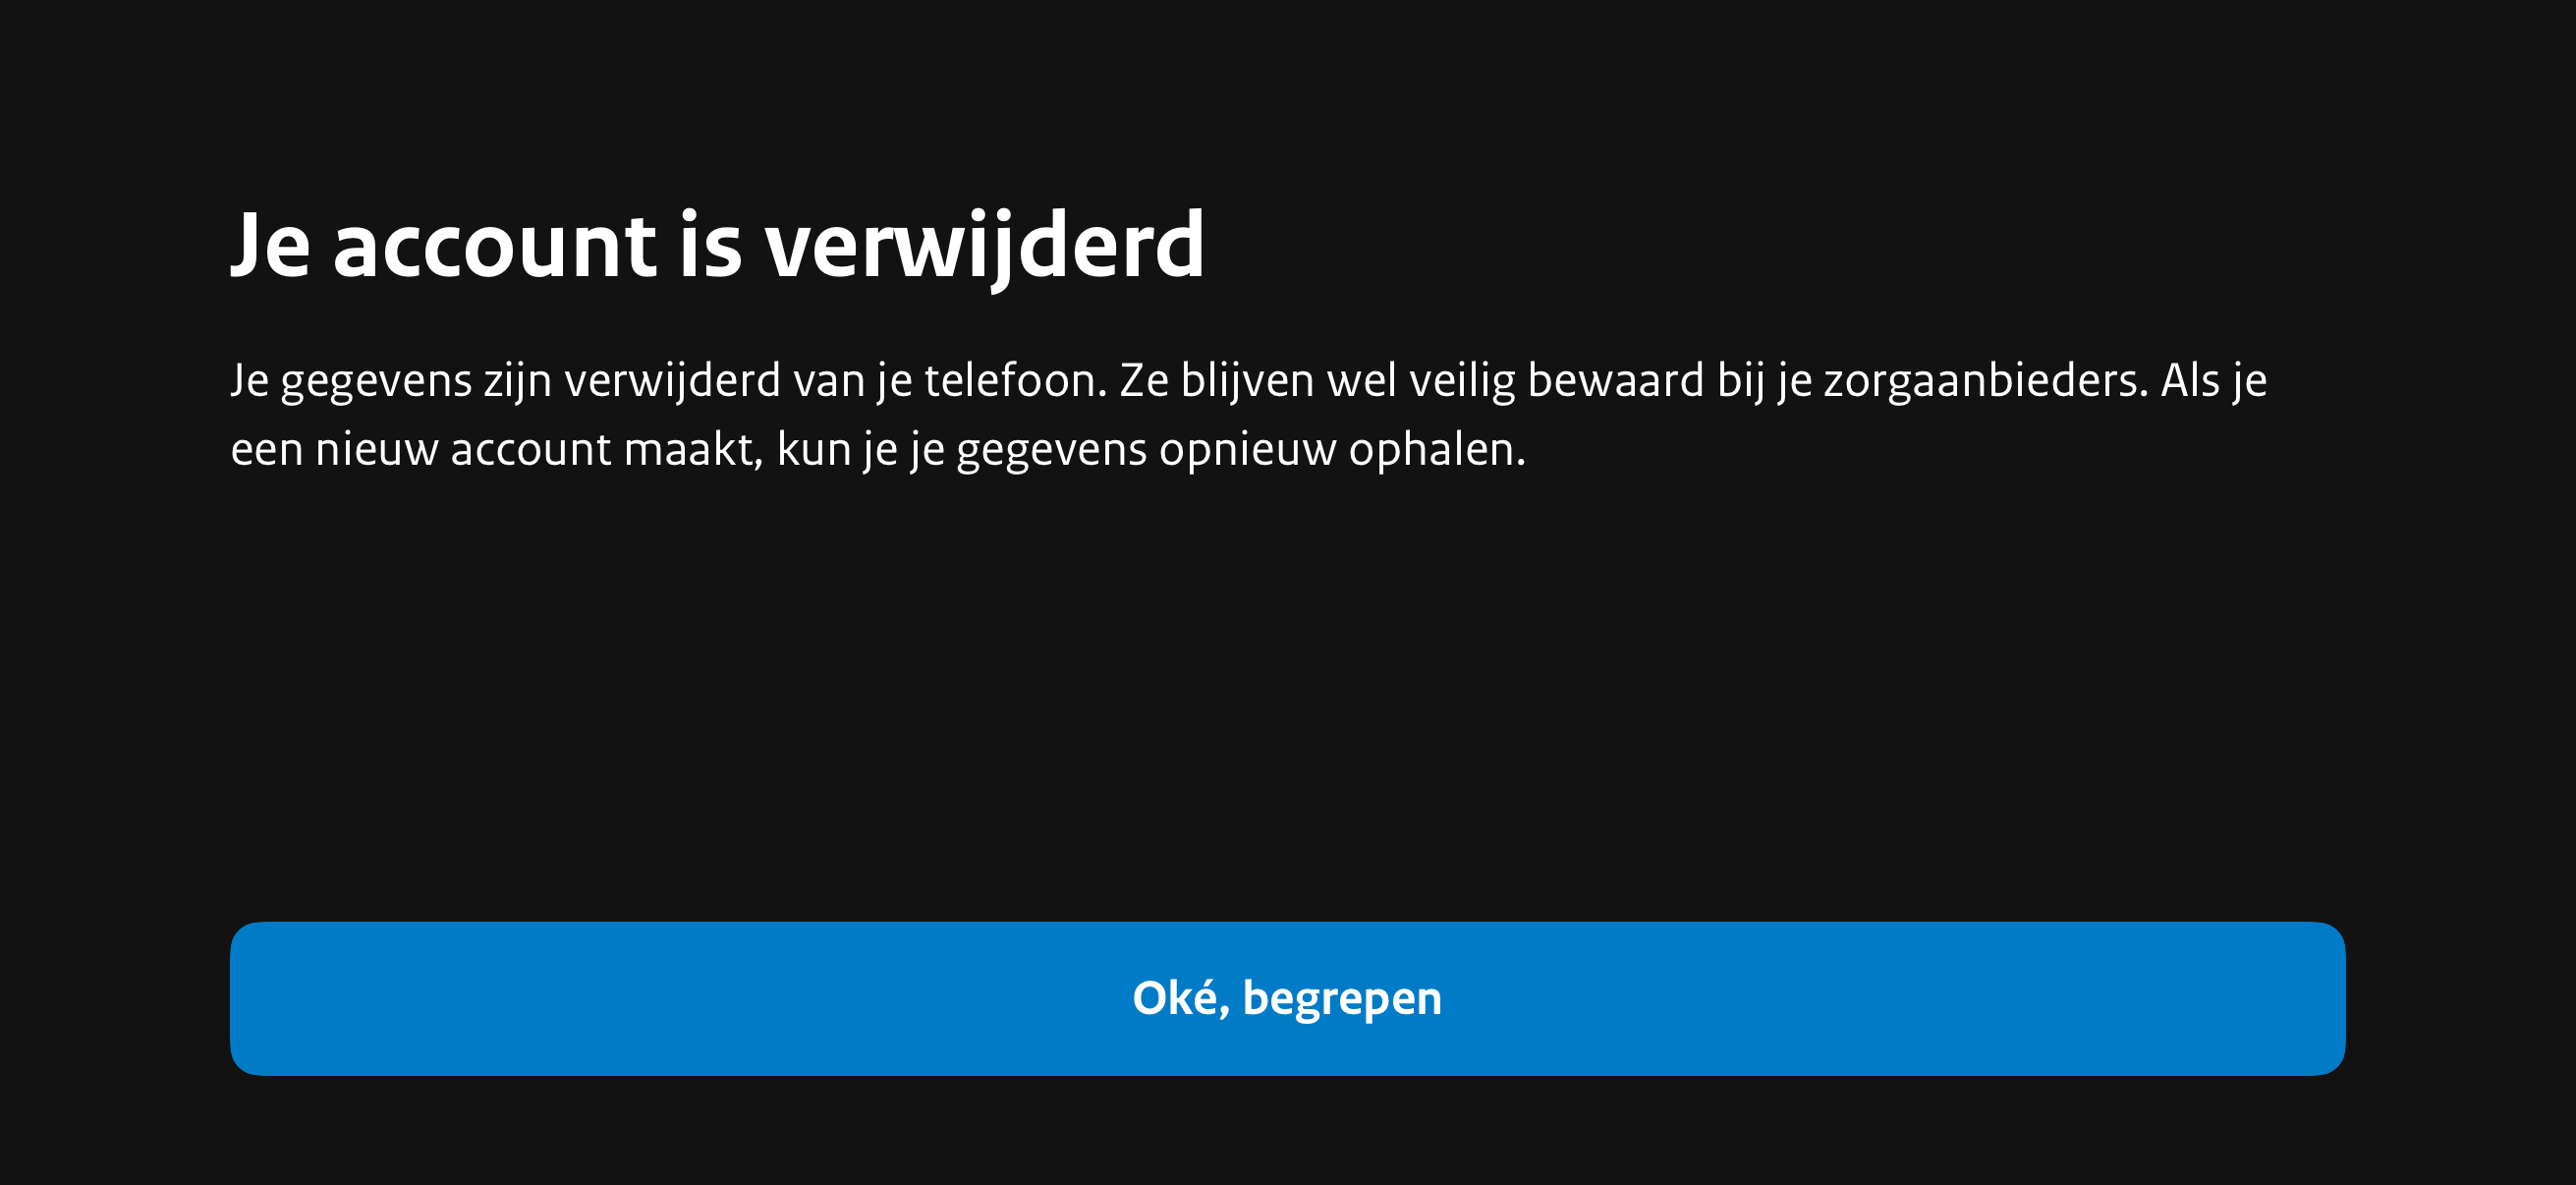 Je account is verwijderd
Je gegevens zijn verwijderd van je telefoon. Ze blijven wel veilig bewaard bij je zorgaanbieders. Als je
een nieuw account maakt, kun je je gegevens opnieuw ophalen.
Oké, begrepen